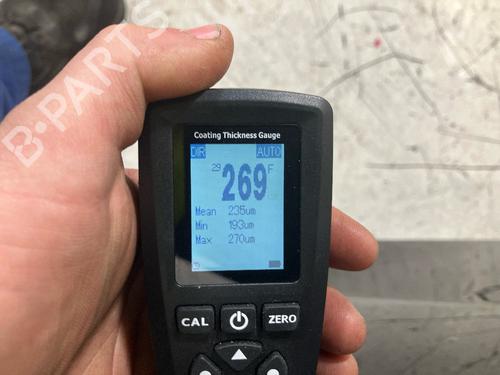 B-PARTS
Coating Thickness Gauge
DIR AUTO
29 269 F
Mean 235um
Min 193um
Max 270um
CAL ZERO